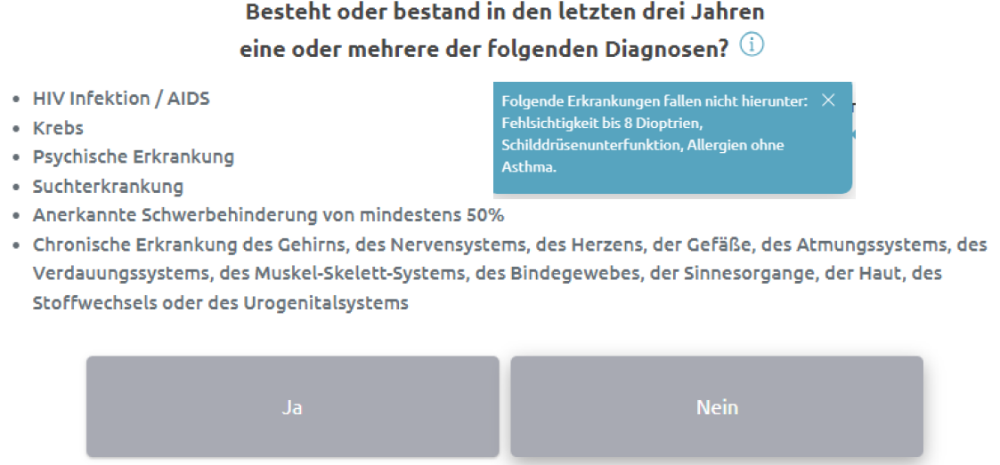 Besteht oder bestand in den letzten drei Jahren
eine oder mehrere der folgenden Diagnosen?
• HIV Infektion / AIDS
• Krebs
• Psychische Erkrankung
• Suchterkrankung
• Anerkannte Schwerbehinderung von mindestens 50%
• Chronische Erkrankung des Gehirns, des Nervensystems, des Herzens, der Gefäße, des Atmungssystems, des
Verdauungssystems, des Muskel-Skelett-Systems, des Bindegewebes, der Sinnesorgange, der Haut, des
Stoffwechsels oder des Urogenitalsystems
Folgende Erkrankungen fallen nicht hierunter:
Fehlsichtigkeit bis 8 Dioptrien,
Schilddrüsenunterfunktion, Allergien ohne
Asthma.
Ja
Nein